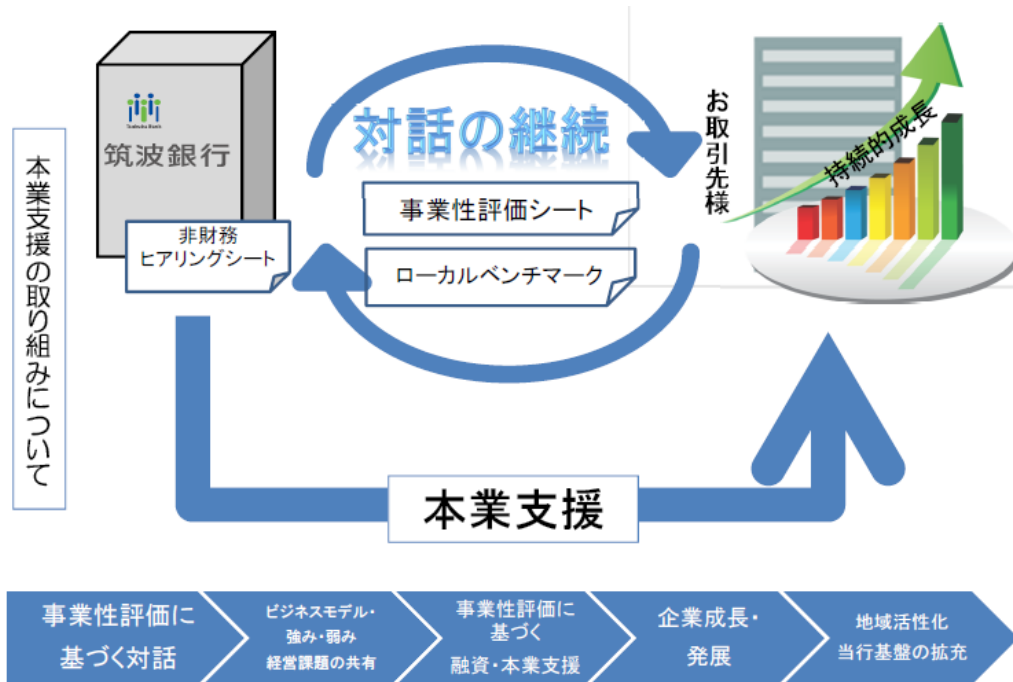 本業支援の取り組みについて
Tsukuba Bank
筑波銀行
非財務
ヒアリングシート
対話の継続
事業性評価シート
ローカルベンチマーク
お取引先様
持続的成長
本業支援
事業性評価に
基づく対話
ビジネスモデル・
強み・弱み
経営課題の共有
事業性評価に
基づく
融資・本業支援
企業成長・
発展
地域活性化
当行基盤の拡充